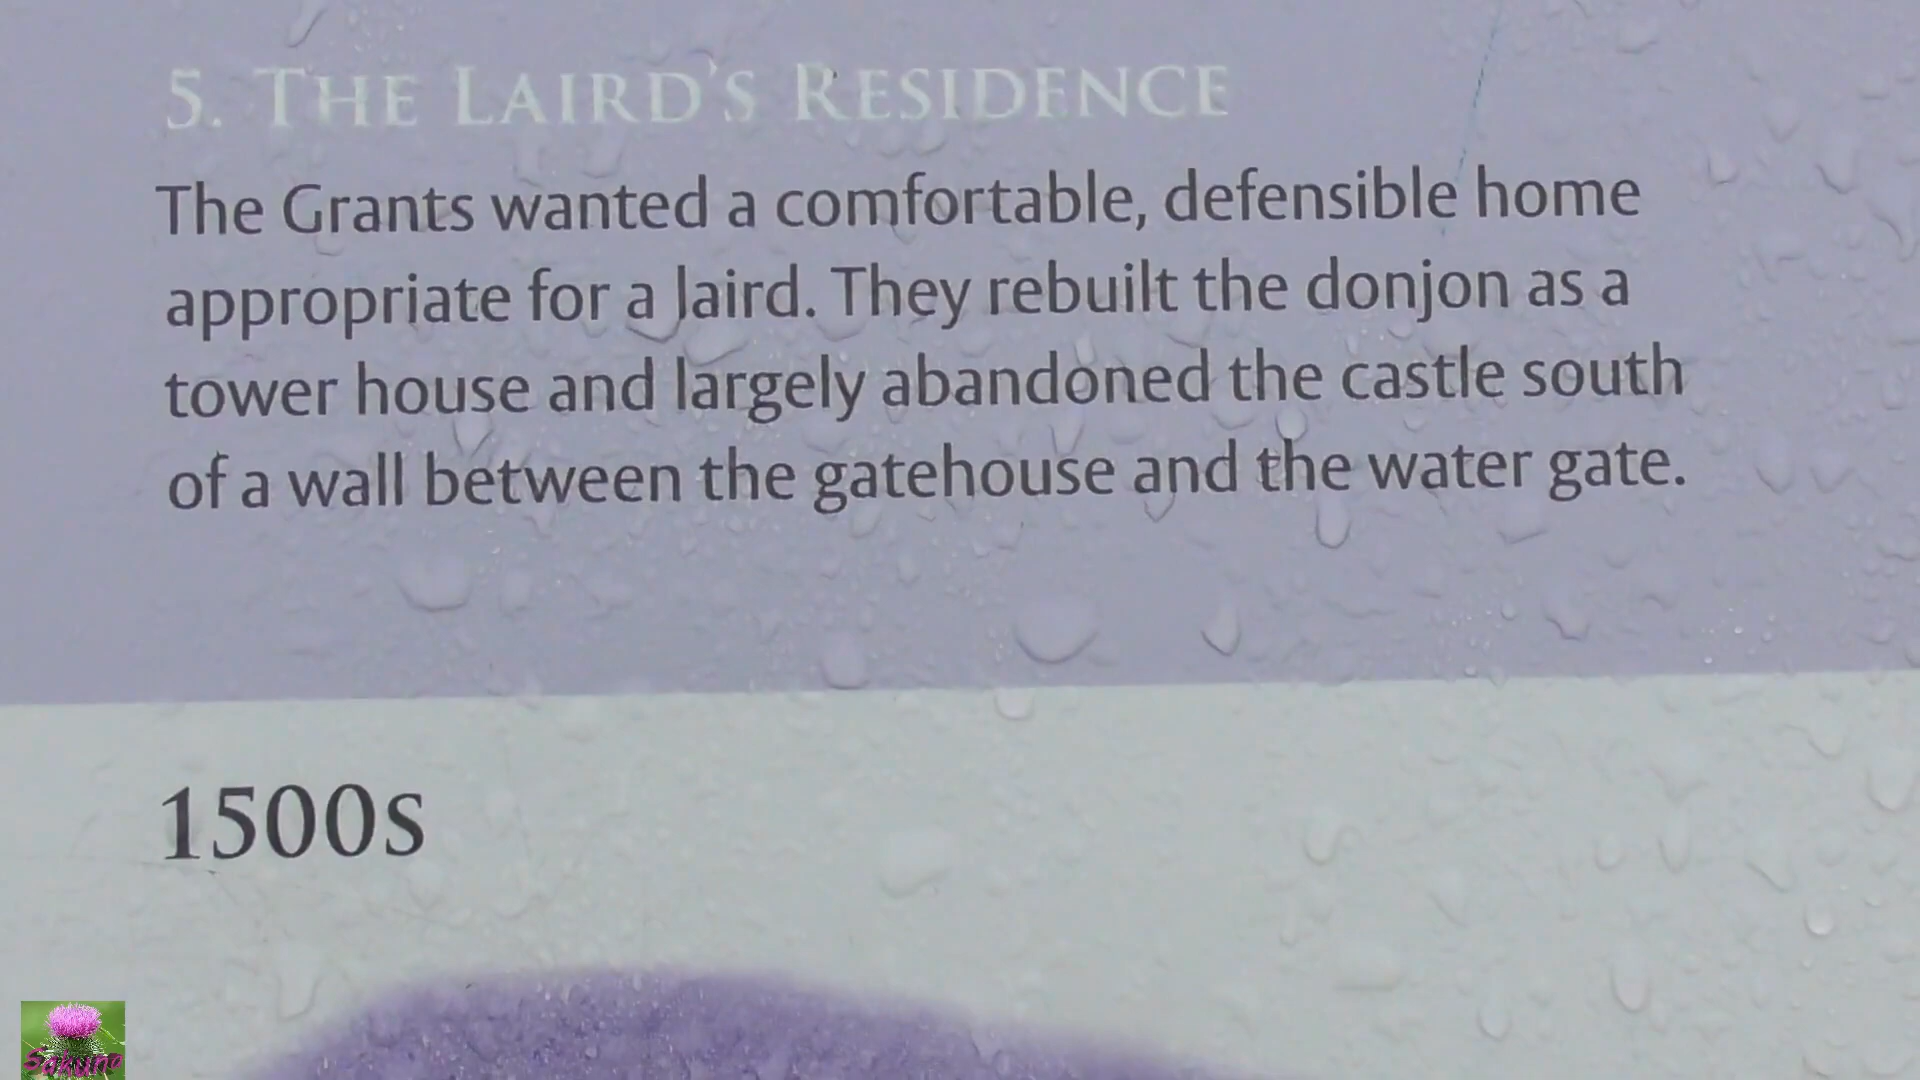 5. THE LAIRD'S RESIDENCE
The Grants wanted a comfortable, defensible home
appropriate for a laird. They rebuilt the donjon as a
tower house and largely abandoned the castle south
of a wall between the gatehouse and the water gate.
1500s
Sakuno